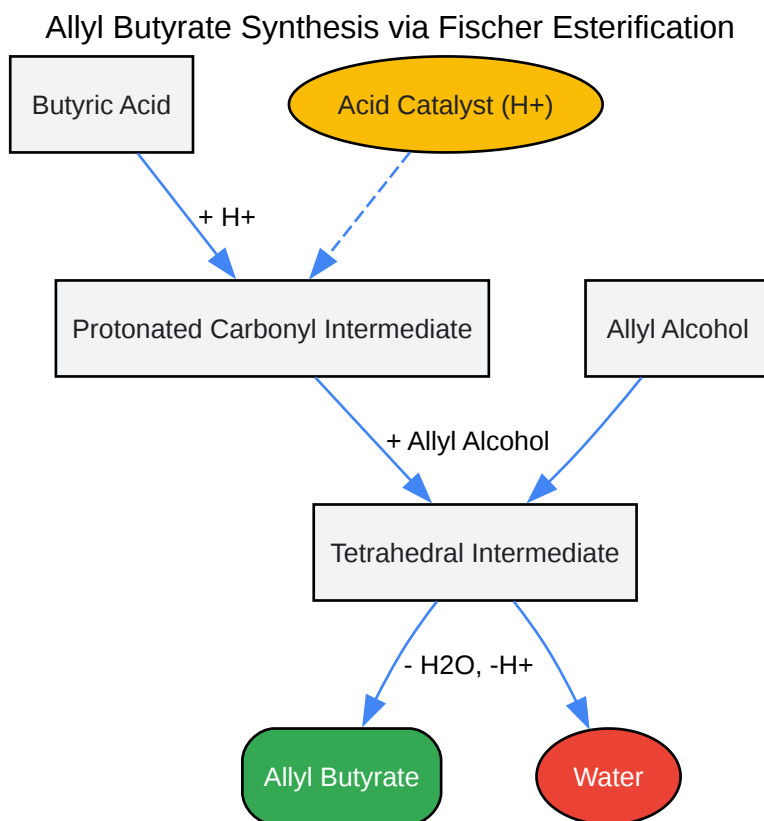 Allyl Butyrate Synthesis via Fischer Esterification
Butyric Acid
Acid Catalyst (H+)
+ H+
Protonated Carbonyl Intermediate
Allyl Alcohol
+ Allyl Alcohol
Tetrahedral Intermediate
- H2O, -H+
Allyl Butyrate
Water